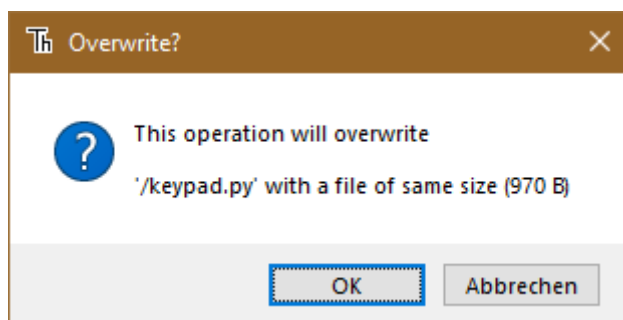 Th Overwrite?
?
This operation will overwrite
'/keypad.py' with a file of same size (970 B)
OK Abbrechen